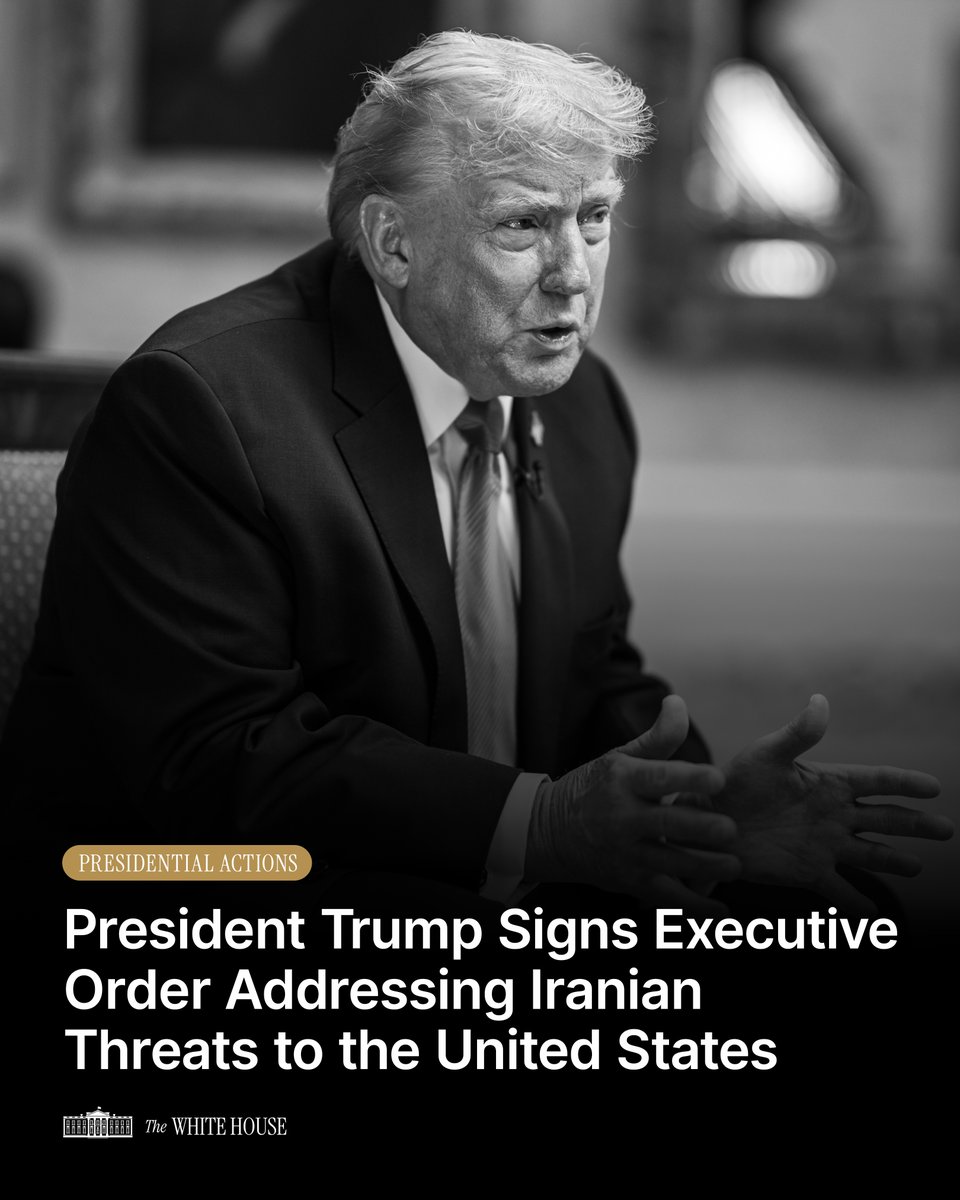 PRESIDENTIAL ACTIONS
President Trump Signs Executive
Order Addressing Iranian
Threats to the United States
The WHITE HOUSE